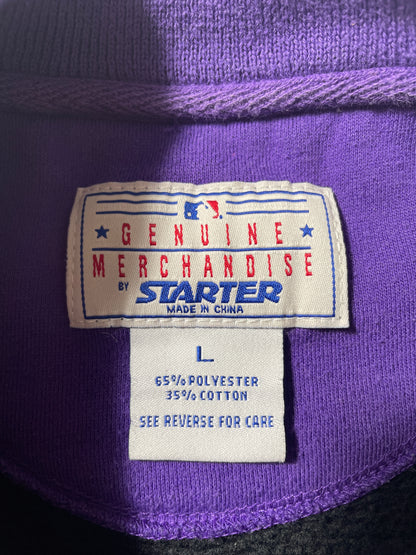 GENUINE
MERCHANDISE
BY STARTER
MADE IN CHINA
L
65% POLYESTER
35% COTTON
SEE REVERSE FOR CARE